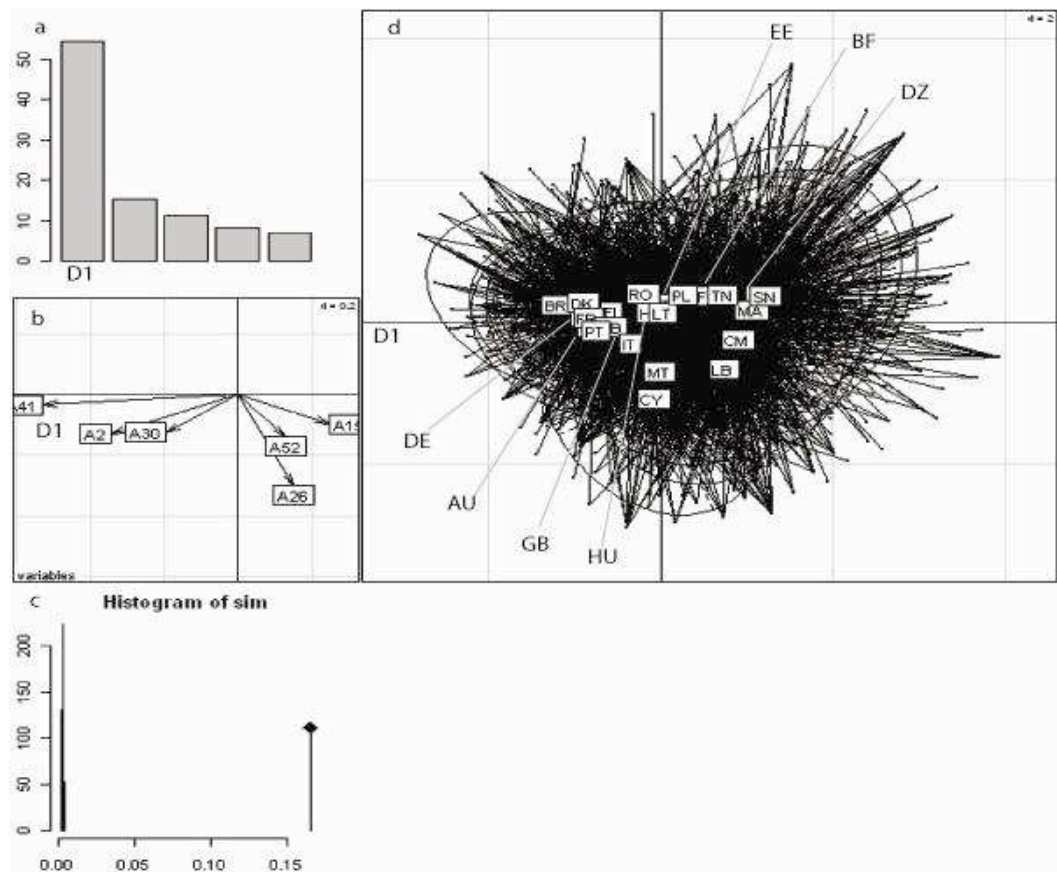 a
50
40
30
20
10
0
D1
b
d = 0.2
A41
D1
A2
A30
A52
A26
variables
c
Histogram of sim
200
150
100
50
0
0.00 0.05 0.10 0.15
d
d = 2
EE
BF
DZ
BR
DK
RO
PL
TN
SN
LT
MA
PT
IT
CM
MT
LB
CY
D1
DE
AU
GB
HU